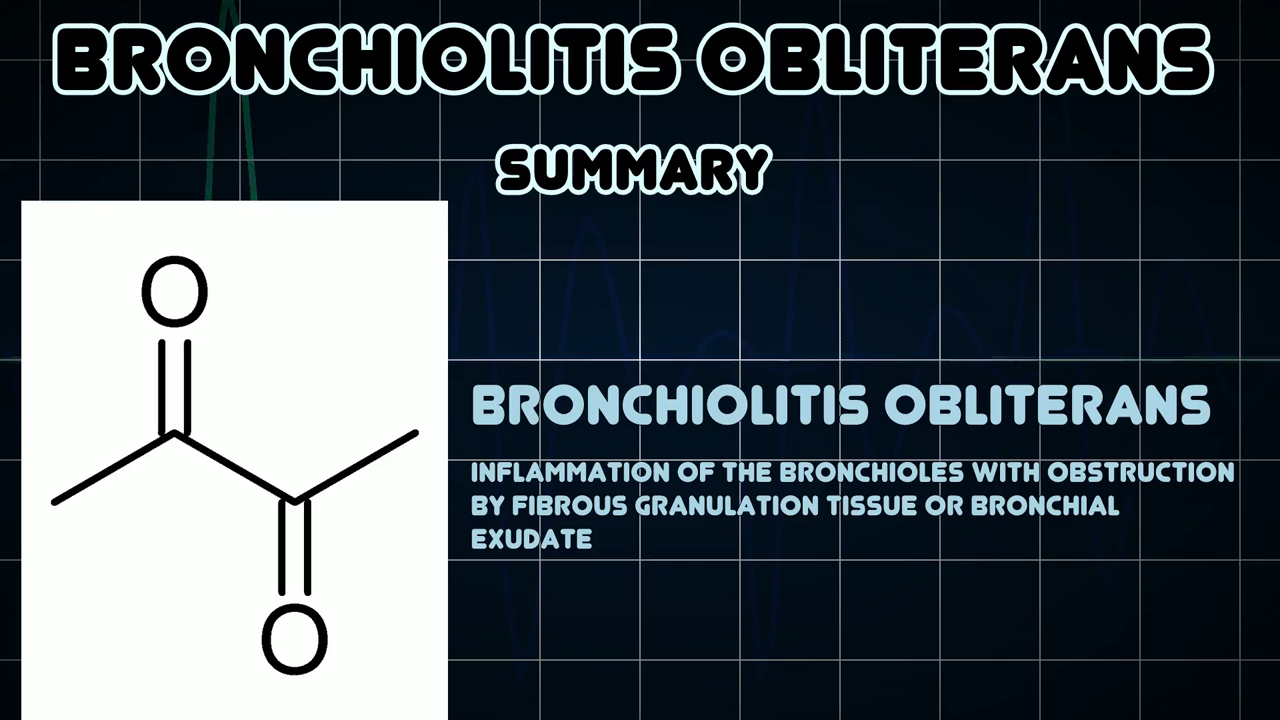 BRONCHIOLITIS OBLITERANS
SUMMARY
O
BRONCHIOLITIS OBLITERANS
INFLAMMATION OF THE BRONCHIOLES WITH OBSTRUCTION
BY FIBROUS GRANULATION TISSUE OR BRONCHIAL
EXUDATE
O